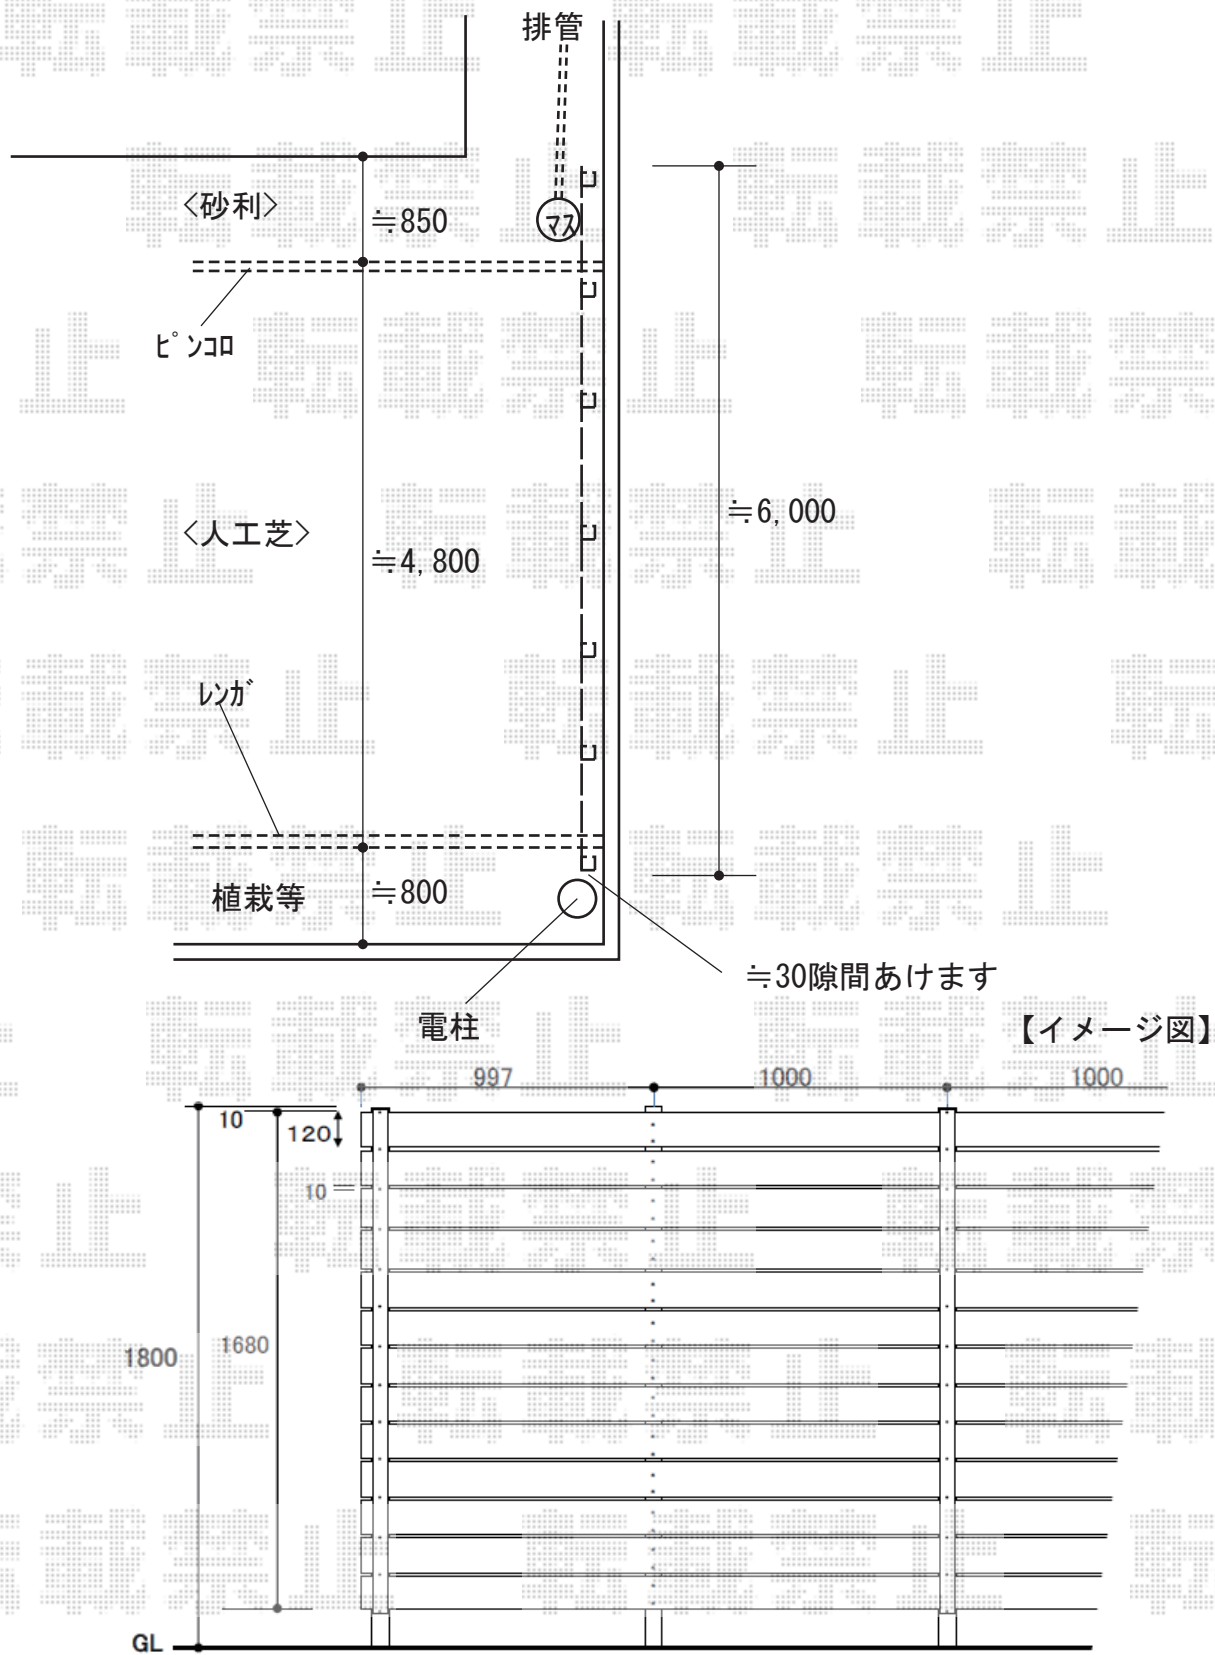 排管
〈砂利〉
≒850
マス
ピンコロ
≒6,000
〈人工芝〉
≒4,800
レンガ
植栽等
≒800
≒30隙間あけます
電柱
【イメージ図】
997
1000
1000
10
120
10
1800
1680
GL
転載禁止